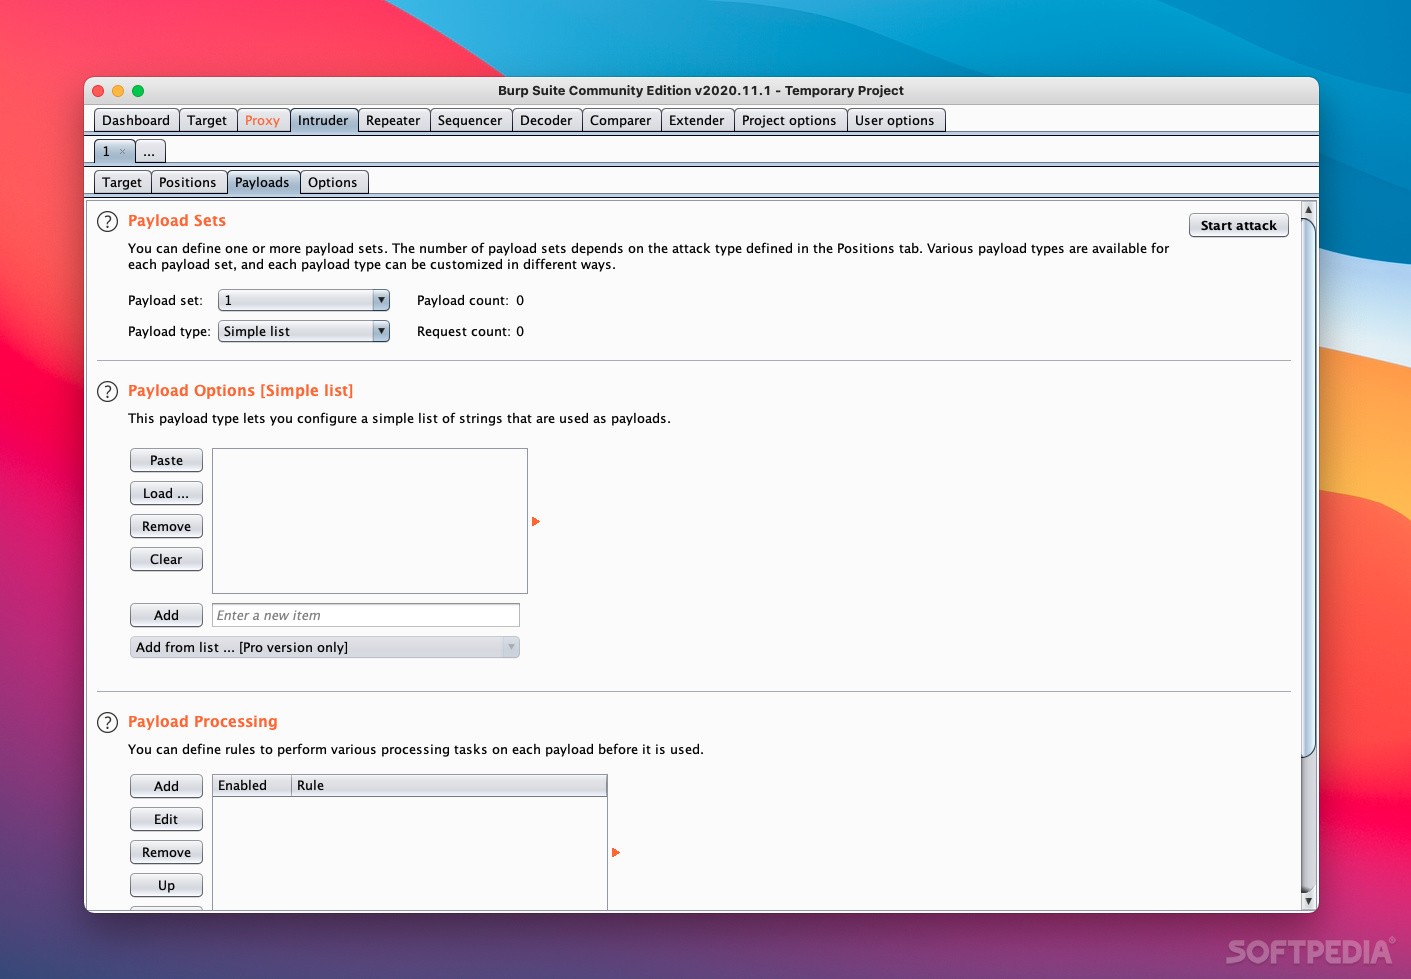 Burp Suite Community Edition v2020.11.1 - Temporary Project
Dashboard Target Proxy Intruder Repeater Sequencer Decoder Comparer Extender Project options User options
1 × ...
Target Positions Payloads Options
? Payload Sets
Start attack
You can define one or more payload sets. The number of payload sets depends on the attack type defined in the Positions tab. Various payload types are available for
each payload set, and each payload type can be customized in different ways.
Payload set: 1 Payload count: 0
Payload type: Simple list Request count: 0
? Payload Options [Simple list]
This payload type lets you configure a simple list of strings that are used as payloads.
Paste
Load ...
Remove
Clear
Add Enter a new item
Add from list ... [Pro version only]
? Payload Processing
You can define rules to perform various processing tasks on each payload before it is used.
Add Enabled Rule
Edit
Remove
Up
SOFTPEDIA®